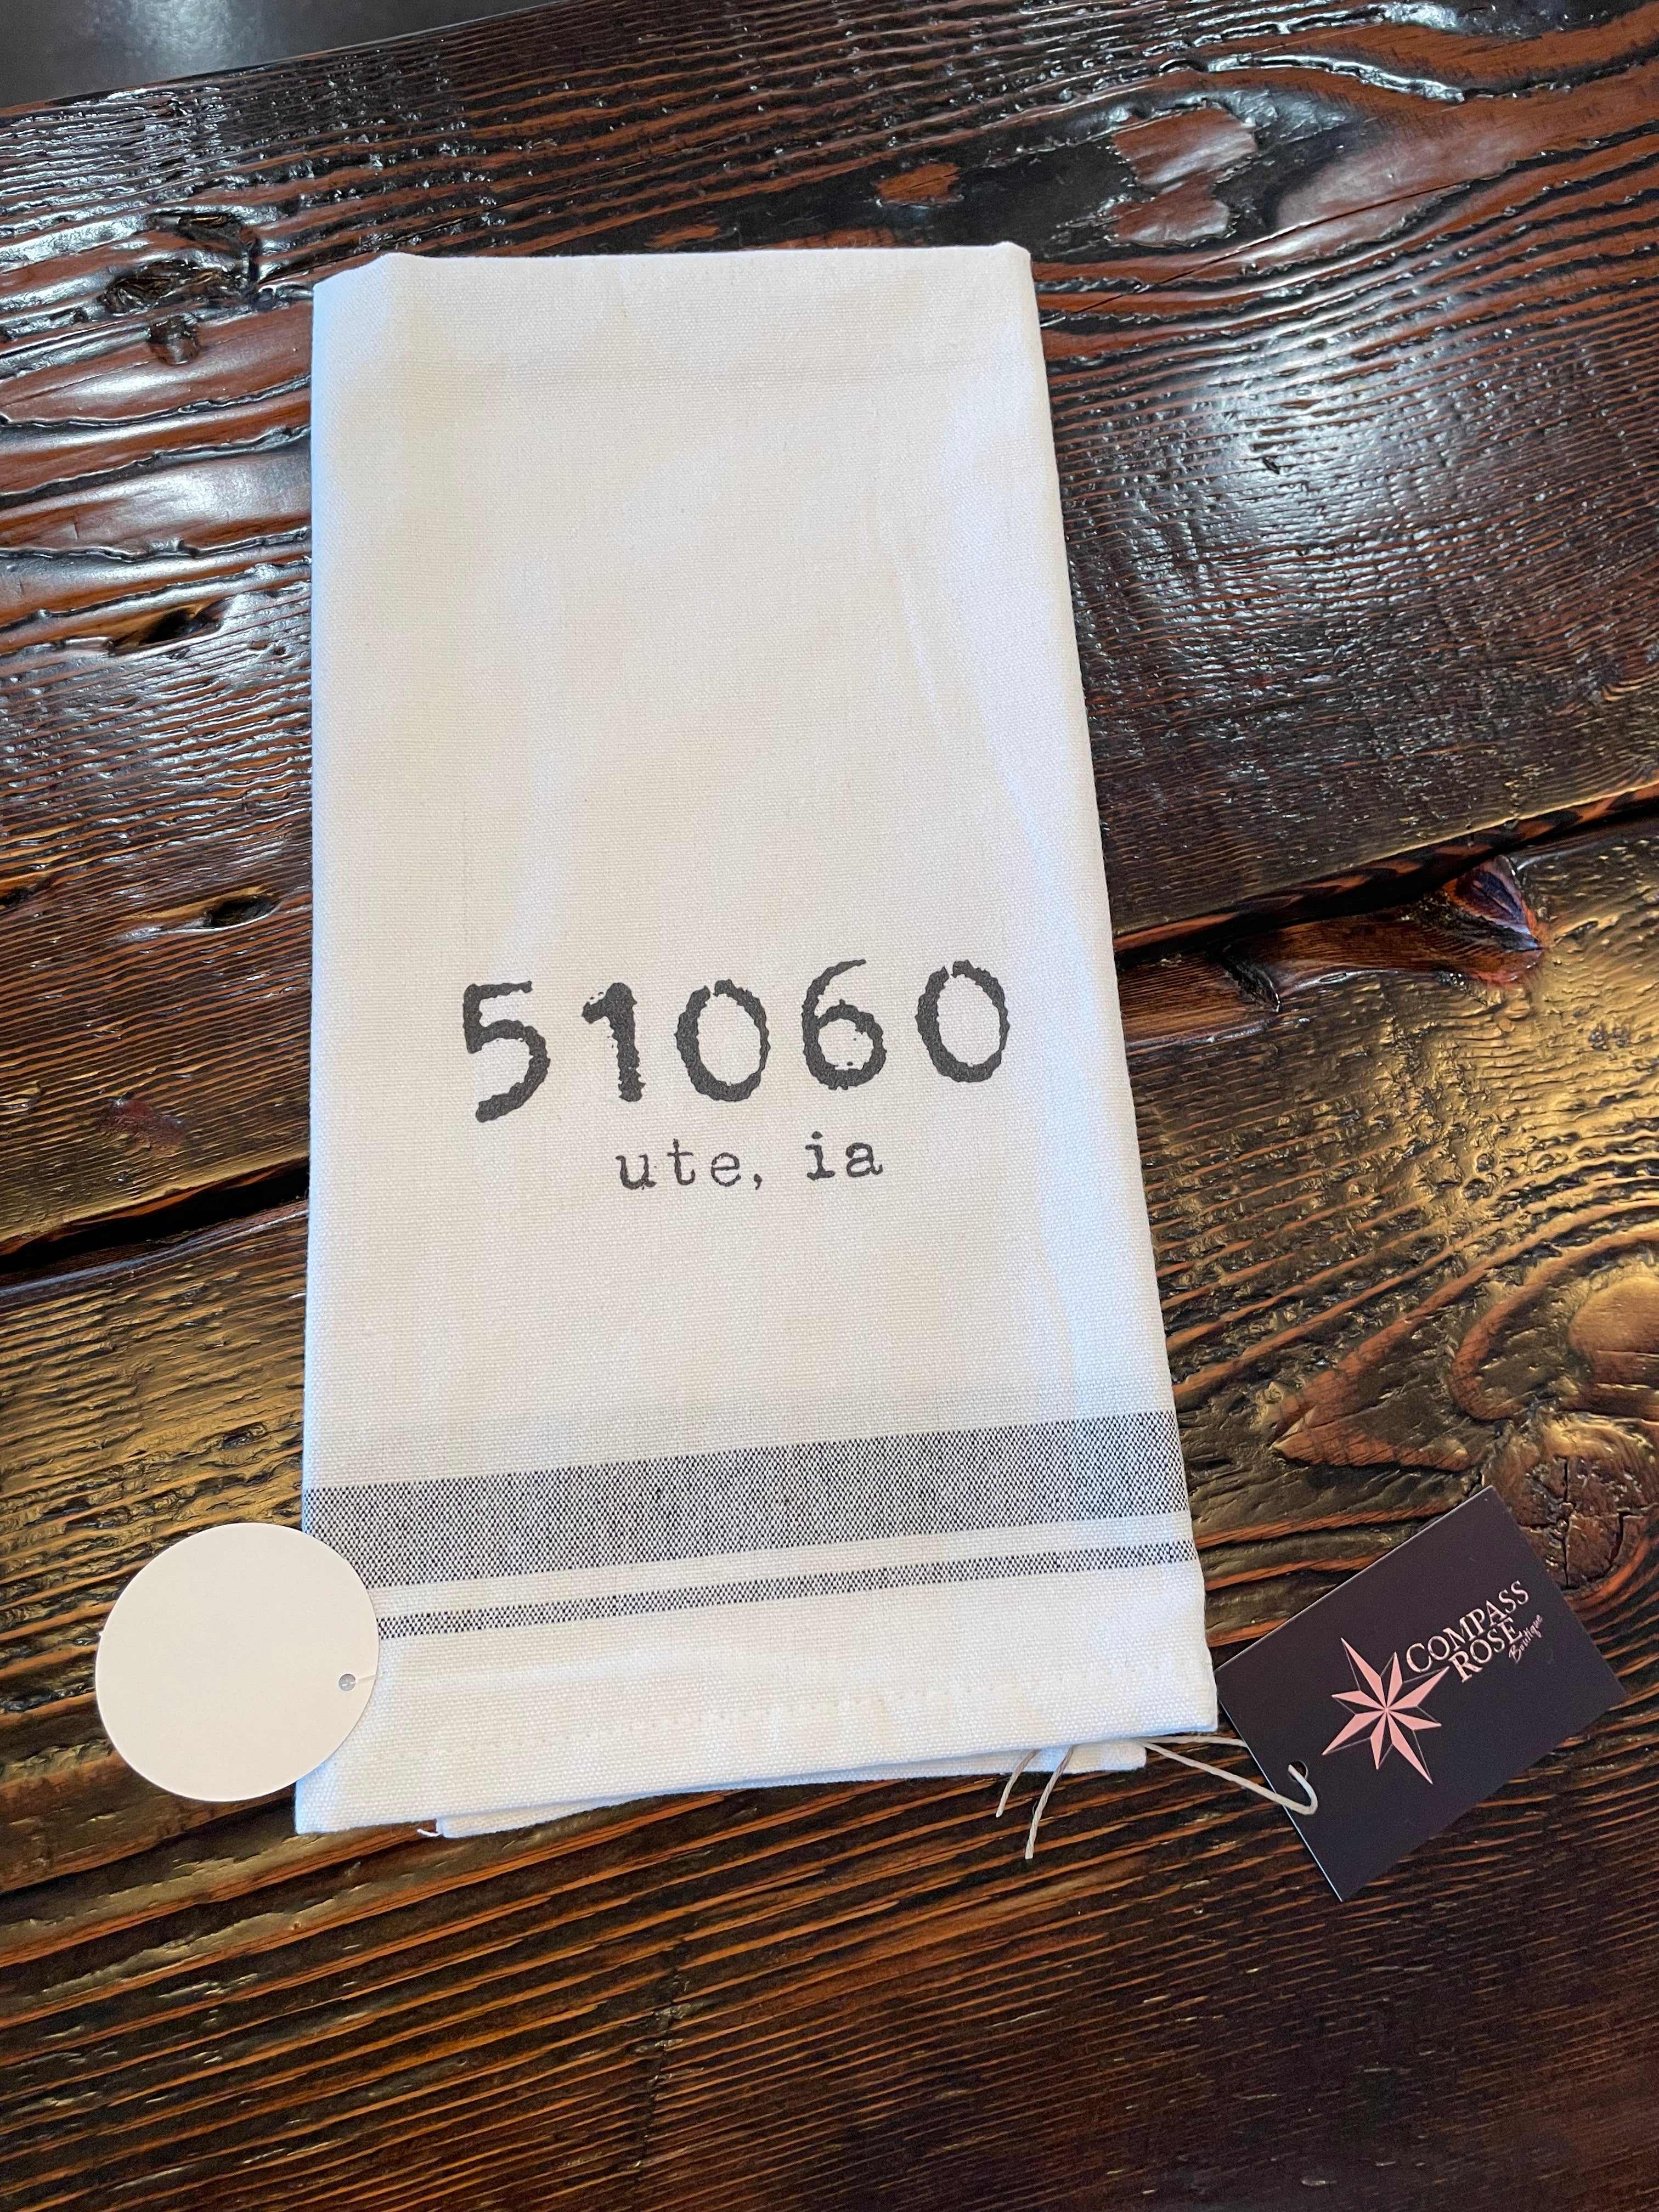 51060
ute, ia
COMPASS
ROSE
Boutique